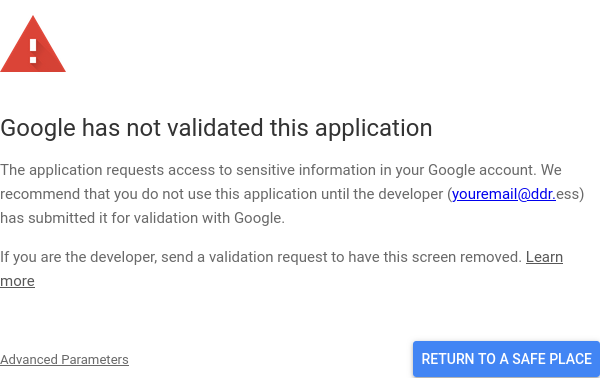 Google has not validated this application
The application requests access to sensitive information in your Google account. We
recommend that you do not use this application until the developer (youremail@ddr.ess)
has submitted it for validation with Google.
If you are the developer, send a validation request to have this screen removed. Learn
more
Advanced Parameters
RETURN TO A SAFE PLACE